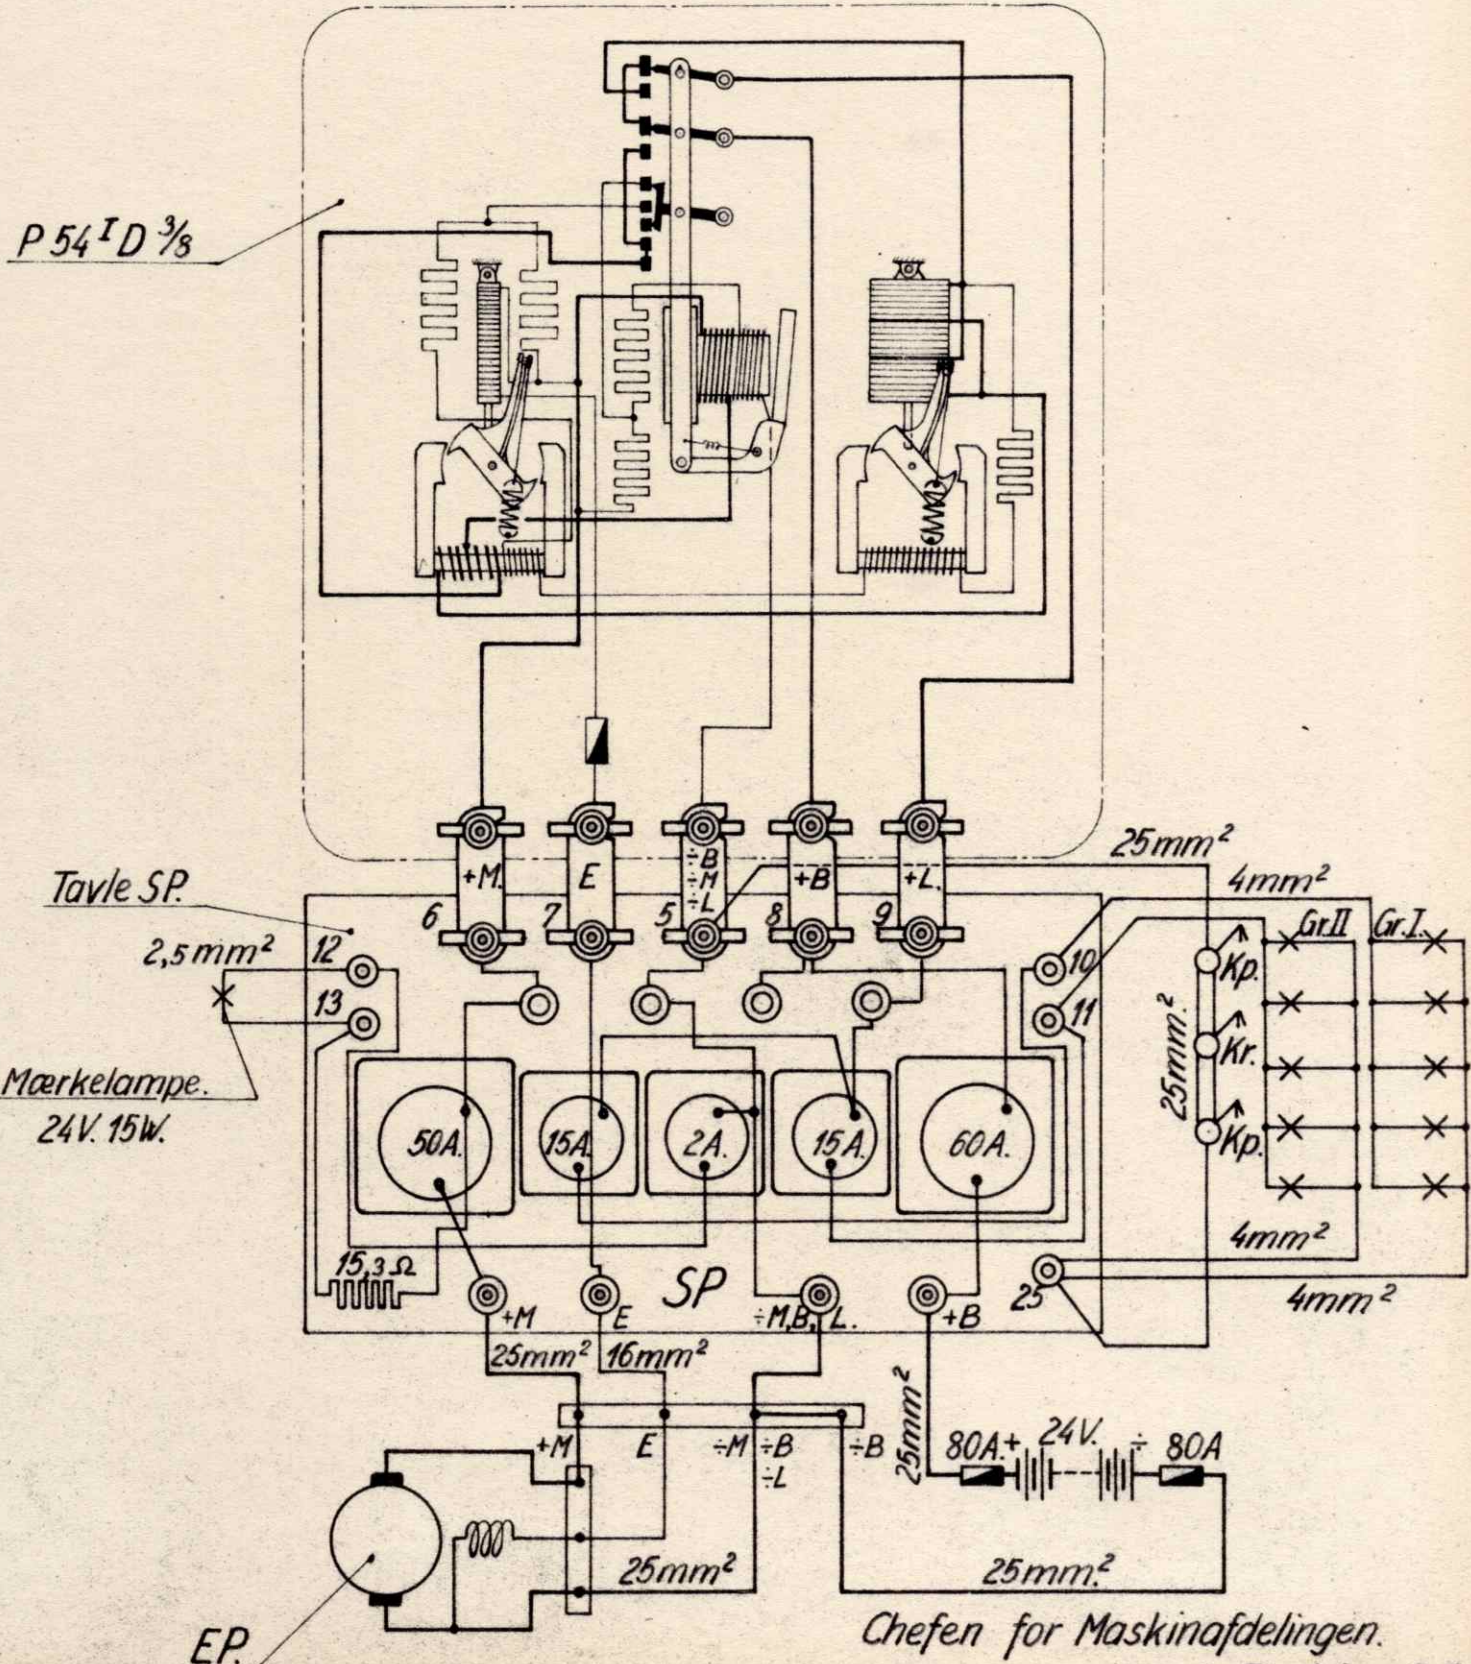 P 54 I D 3/8
25mm²
4mm²
+M.
E
÷B
÷M
÷L
+B
+L.
Tavle SP.
6
7
5
8
9
Gr.II
Gr.I.
2,5mm²
12
10
Kp.
13
11
25mm²
Kr.
Mærkelampe.
24V. 15W.
50A.
15A.
2A.
15A.
60A.
Kp.
4mm²
15,3 Ω
SP
25
4mm²
+M
E
÷M,B, L.
+B
25mm²
16mm²
25mm²
+M
E
÷M
÷B
÷L
÷B
80A.
+
24V.
÷
80A
25mm²
25mm²
EP.
Chefen for Maskinafdelingen.